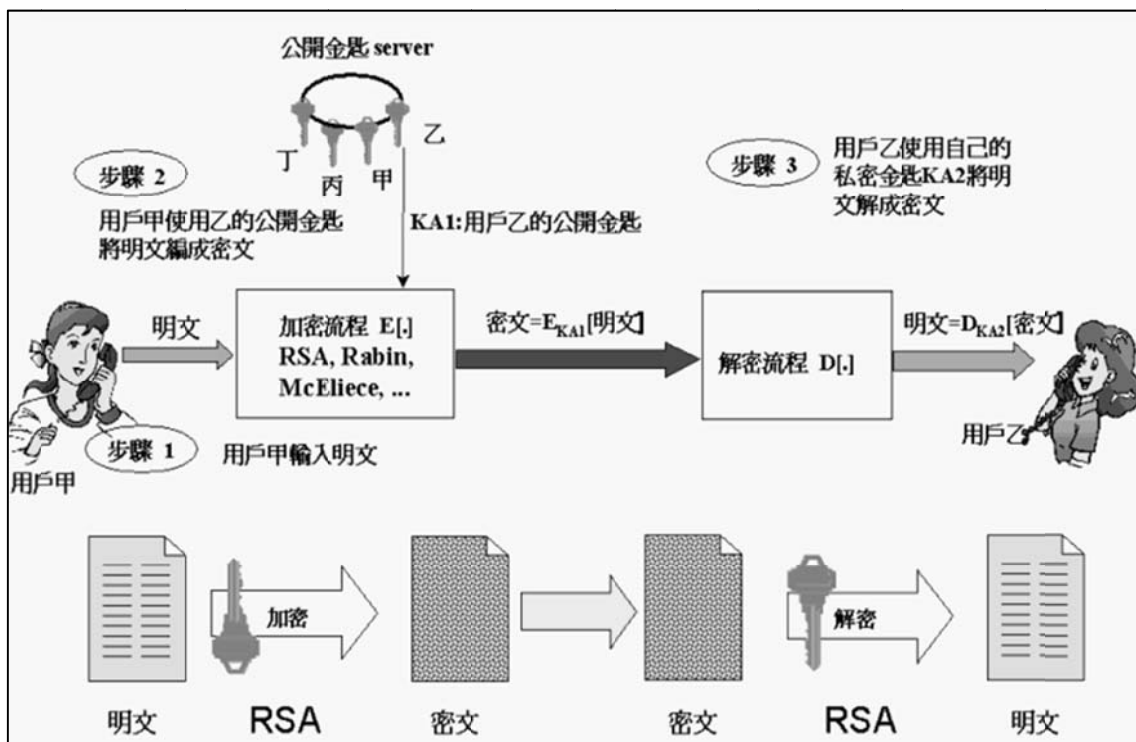 公開金匙 server
丁
丙
甲
乙
步驟 2
用戶甲使用乙的公開金匙
將明文編成密文
KA1:用戶乙的公開金匙
步驟 3
用戶乙使用自己的
私密金匙KA2將明
文解成密文
明文
加密流程 E[.]
RSA, Rabin,
McEliece, ...
密文=EKA1[明文]
解密流程 D[.]
明文=DKA2[密文]
用戶甲
步驟 1
用戶甲輸入明文
用戶乙
加密
解密
明文
RSA
密文
密文
RSA
明文